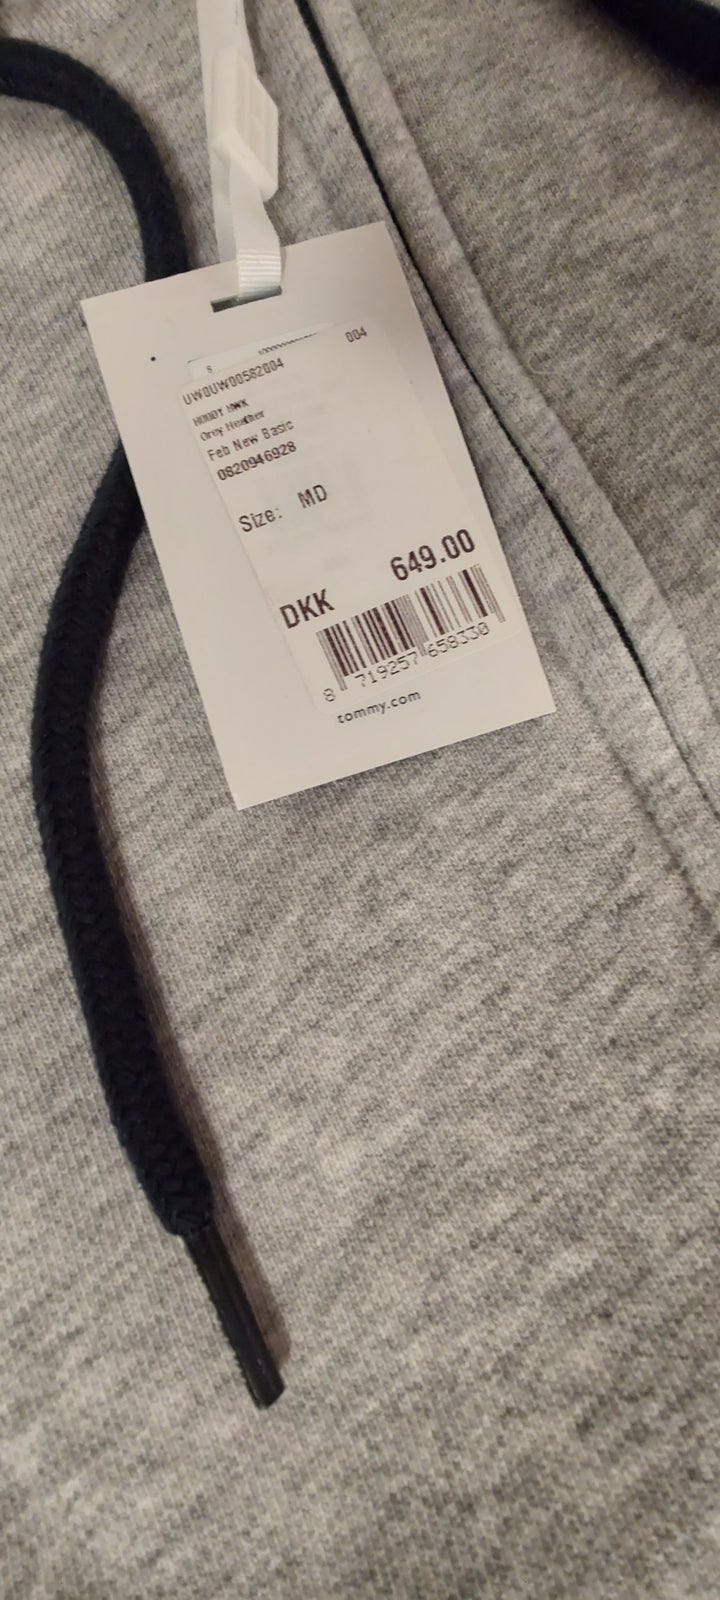 S
UW0UW00582004 004
HOODY HWK
Grey Heather
Feb New Basic
0820946928
Size: MD
DKK 649.00
8 719257 658330
tommy.com